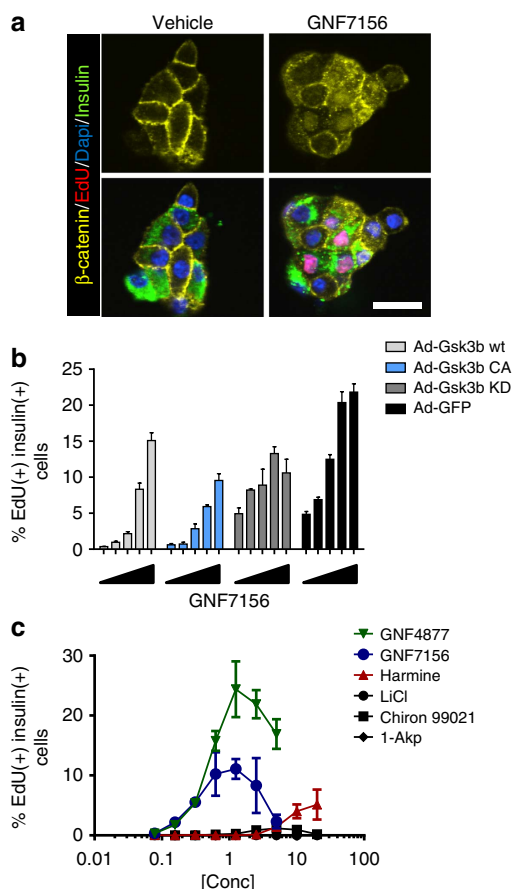 a
Vehicle
GNF7156
β-catenin/EdU/Dapi/Insulin
b
Ad-Gsk3b wt
Ad-Gsk3b CA
Ad-Gsk3b KD
Ad-GFP
% EdU(+) insulin(+)
cells
25
20
15
10
5
0
GNF7156
c
GNF4877
GNF7156
Harmine
LiCl
Chiron 99021
1-Akp
% EdU(+) insulin(+)
cells
30
20
10
0
0.01
0.1
1
10
100
[Conc]